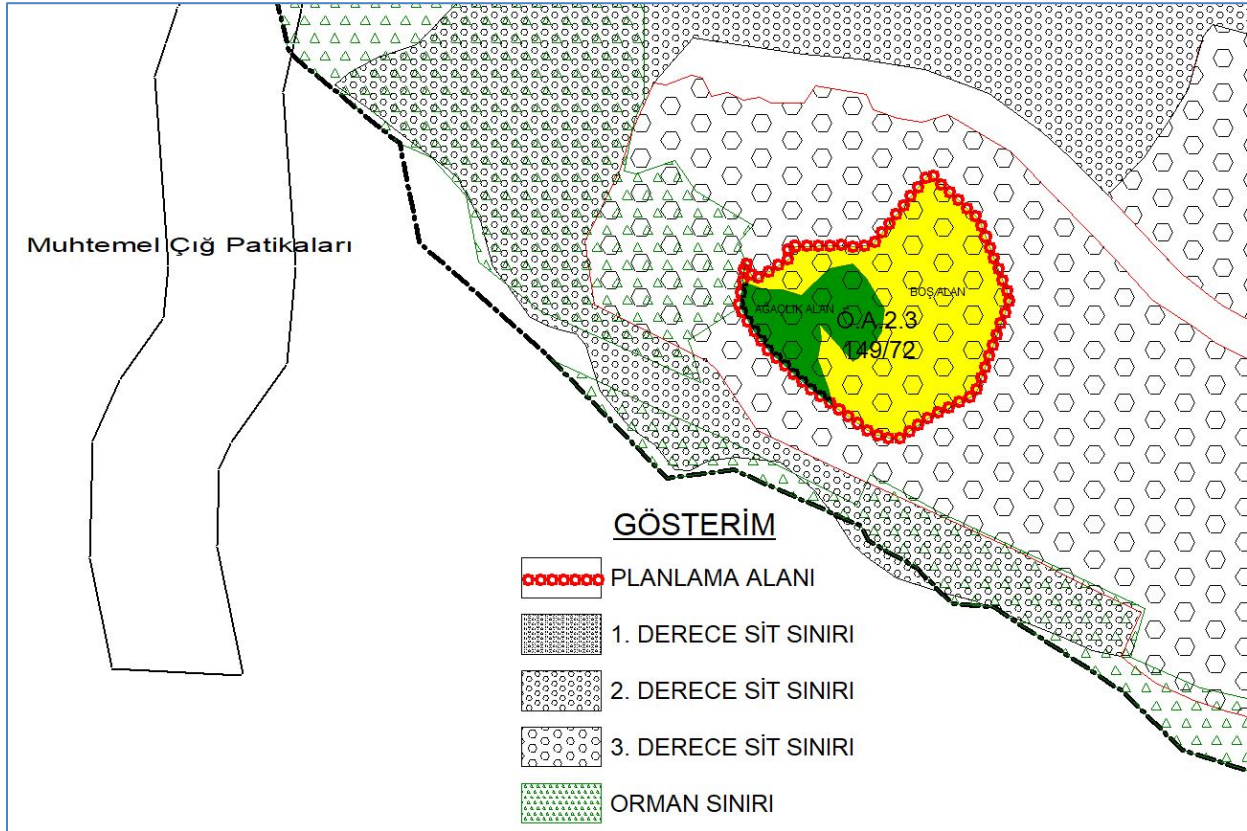 Muhtemel Çığ Patikaları
BOŞ ALAN
AĞAÇLIK ALAN
Ö.A.2.3
149/72
GÖSTERİM
PLANLAMA ALANI
1. DERECE SİT SINIRI
2. DERECE SİT SINIRI
3. DERECE SİT SINIRI
ORMAN SINIRI